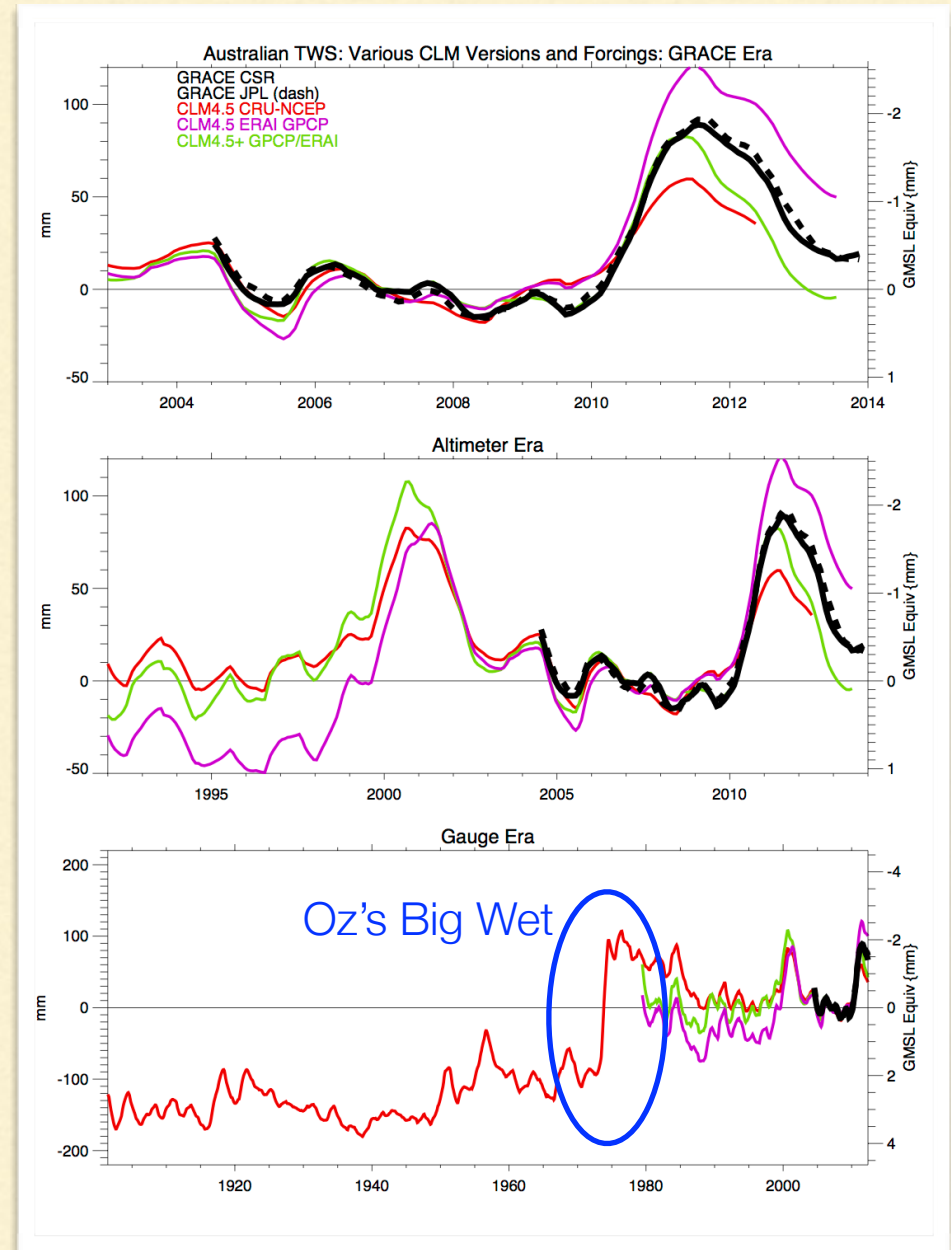 Australian TWS: Various CLM Versions and Forcings: GRACE Era
GRACE CSR
GRACE JPL (dash)
CLM4.5 CRU-NCEP
CLM4.5 ERAI GPCP
CLM4.5+ GPCP/ERAI
100
50
0
-50
mm
-2
-1
0
1
GMSL Equiv {mm}
2004 2006 2008 2010 2012 2014
Altimeter Era
100
50
0
-50
mm
-2
-1
0
1
GMSL Equiv {mm}
1995 2000 2005 2010
Gauge Era
Oz's Big Wet
200
100
0
-100
-200
mm
-4
-2
0
2
4
GMSL Equiv {mm}
1920 1940 1960 1980 2000